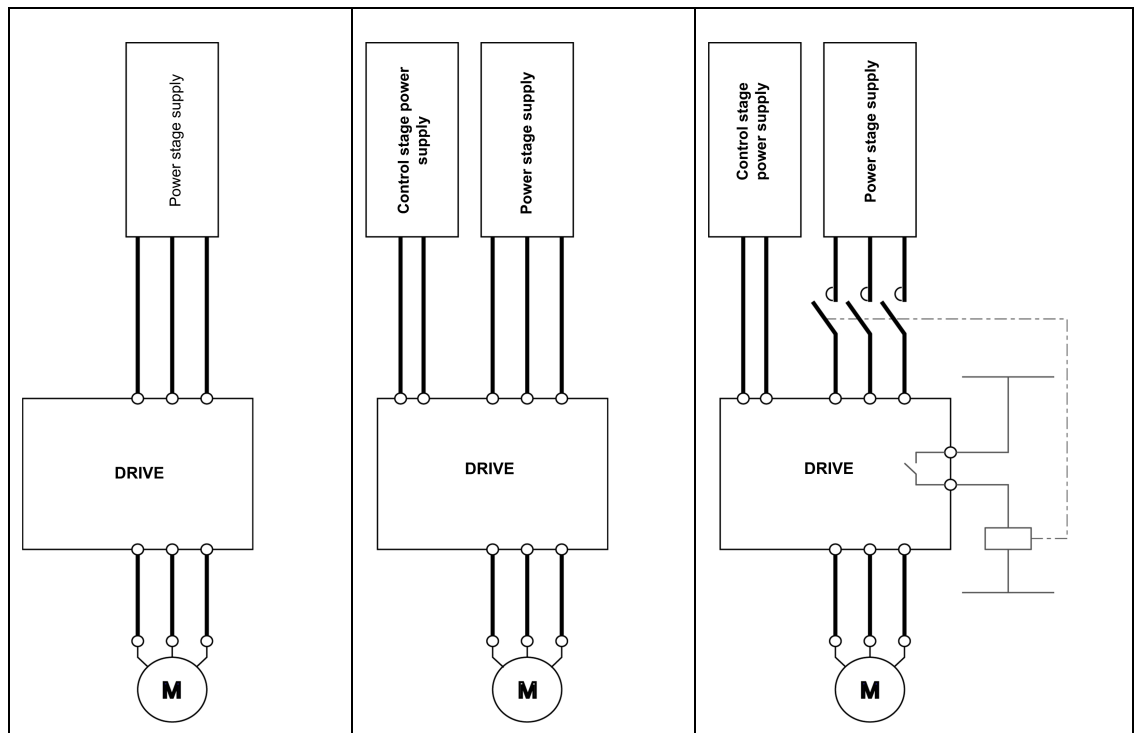 Power stage supply
DRIVE
M
Control stage power
supply
Power stage supply
DRIVE
M
Control stage
power supply
Power stage supply
DRIVE
M